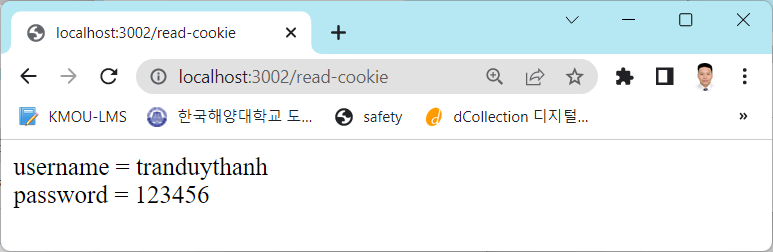 localhost:3002/read-cookie
localhost:3002/read-cookie
KMOU-LMS 한국해양대학교 도... safety dCollection 디지털... »
username = tranduythanh
password = 123456